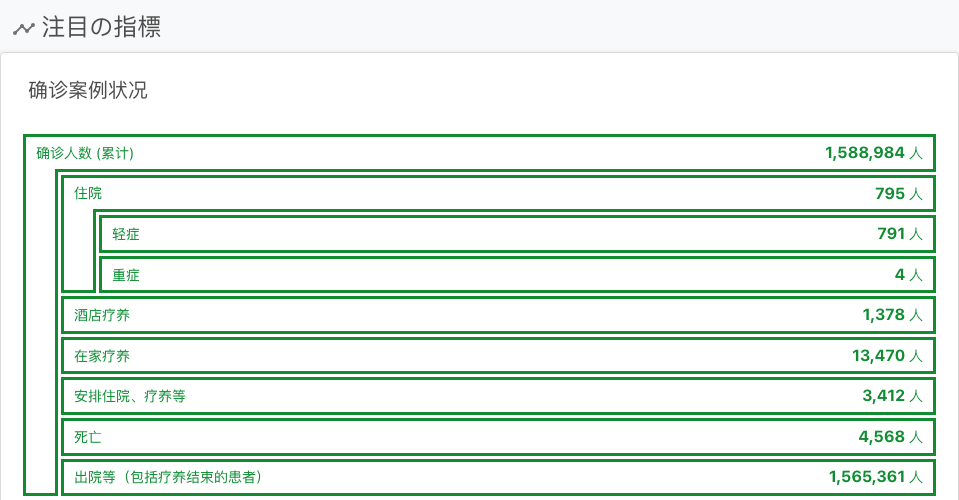 注目の指標
确诊案例状况
确诊人数 (累计) 1,588,984 人
住院 795 人
轻症 791 人
重症 4 人
酒店疗养 1,378 人
在家疗养 13,470 人
安排住院、疗养等 3,412 人
死亡 4,568 人
出院等（包括疗养结束的患者） 1,565,361 人